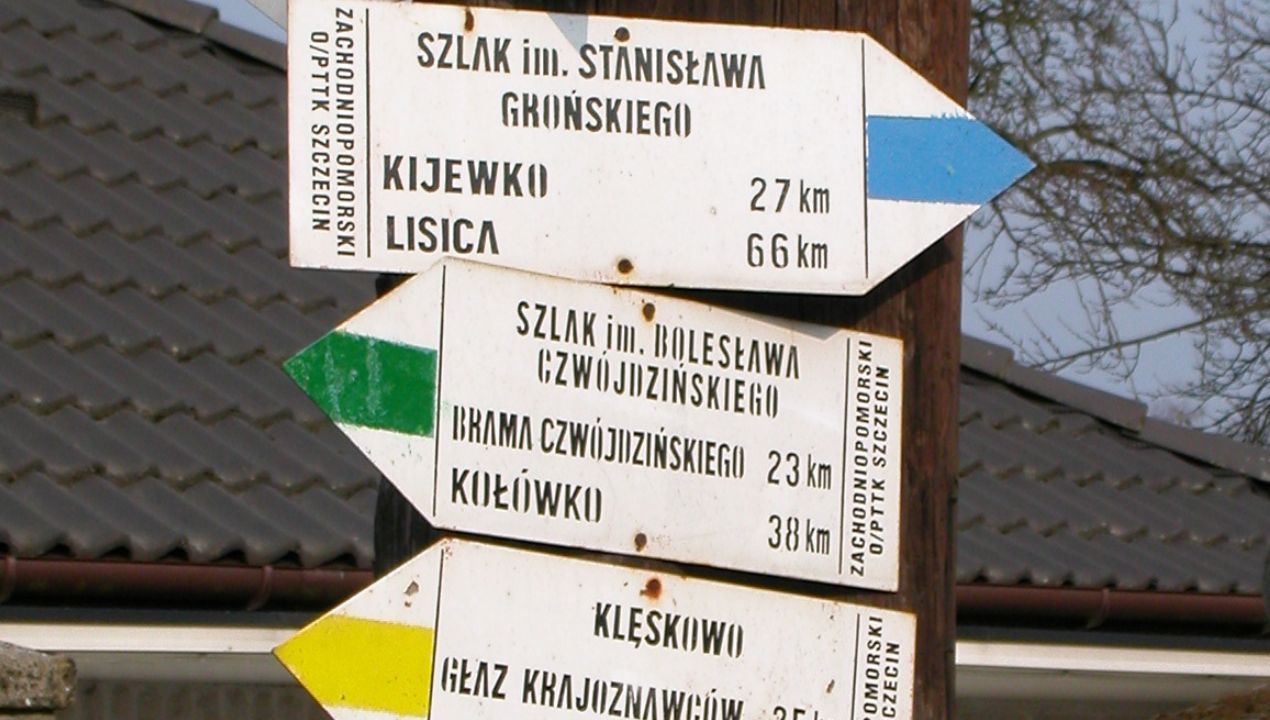 ZACHODNIOPOMORSKI
O/PTTK SZCZECIN
SZLAK im. STANISŁAWA
GROŃSKIEGO
KIJEWKO 27 km
LISICA 66 km
SZLAK im. BOLESŁAWA
CZWÓJDZIŃSKIEGO
BRAMA CZWÓJDZIŃSKIEGO 23 km
KOŁÓWKO 38 km
ZACHODNIOPOMORSKI
O/PTTK SZCZECIN
KLĘSKOWO
GŁAZ KRAJOZNAWCÓW